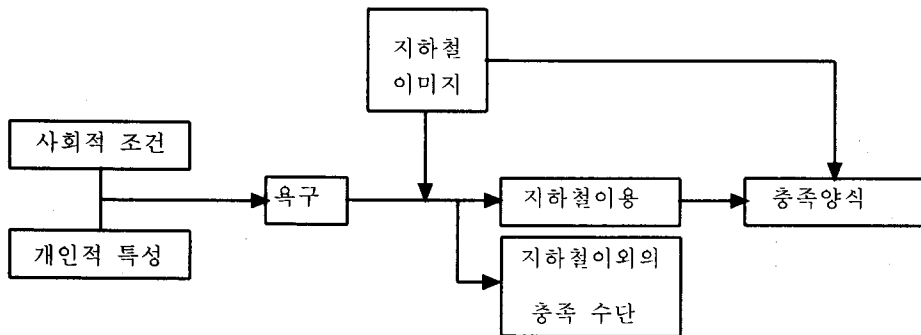 지하철
이미지
사회적 조건
욕구
지하철이용
충족양식
개인적 특성
지하철이외의
충족 수단